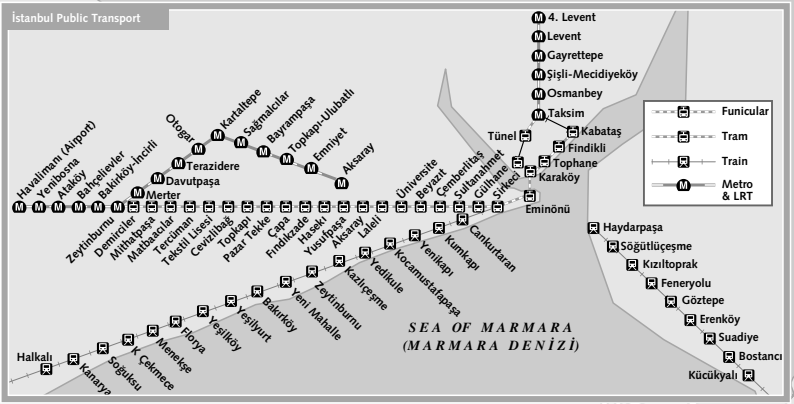 İstanbul Public Transport
4. Levent
Levent
Gayrettepe
Şişli-Mecidiyeköy
Osmanbey
Taksim
Tünel
Kabataş
Findikli
Tophane
Karaköy
Eminönü
Funicular
Tram
Train
Metro
& LRT
Havalimanı (Airport)
Yenibosna
Ataköy
Bahçelievler
Bakırköy-İncirli
Merter
Davutpaşa
Terazidere
Otogar
Kartaltepe
Sağmalcılar
Bayrampaşa
Topkapı-Ulubatlı
Emniyet
Aksaray
Zeytinburnu
Demirciler
Mithatpaşa
Matbaacılar
Tercüman
Tekstil Lisesi
Cevizlibağ
Topkapı
Pazar Tekke
Çapa
Fındıkzade
Haseki
Yusufpaşa
Aksaray
Laleli
Üniversite
Beyazıt
Çemberlitaş
Sultanahmet
Gülhane
Sirkeci
Cankurtaran
Kumkapı
Yenikapı
Kocamustafapaşa
Yedikule
Kazlıçeşme
Zeytinburnu
Yeni Mahalle
Bakırköy
Yeşilyurt
Yeşilköy
Florya
Menekşe
K Çekmece
Soğuksu
Kanarya
Halkalı
Haydarpaşa
Söğütlüçeşme
Kızıltoprak
Feneryolu
Göztepe
Erenköy
Suadiye
Bostancı
Kücükyalı
SEA OF MARMARA
(MARMARA DENİZİ)